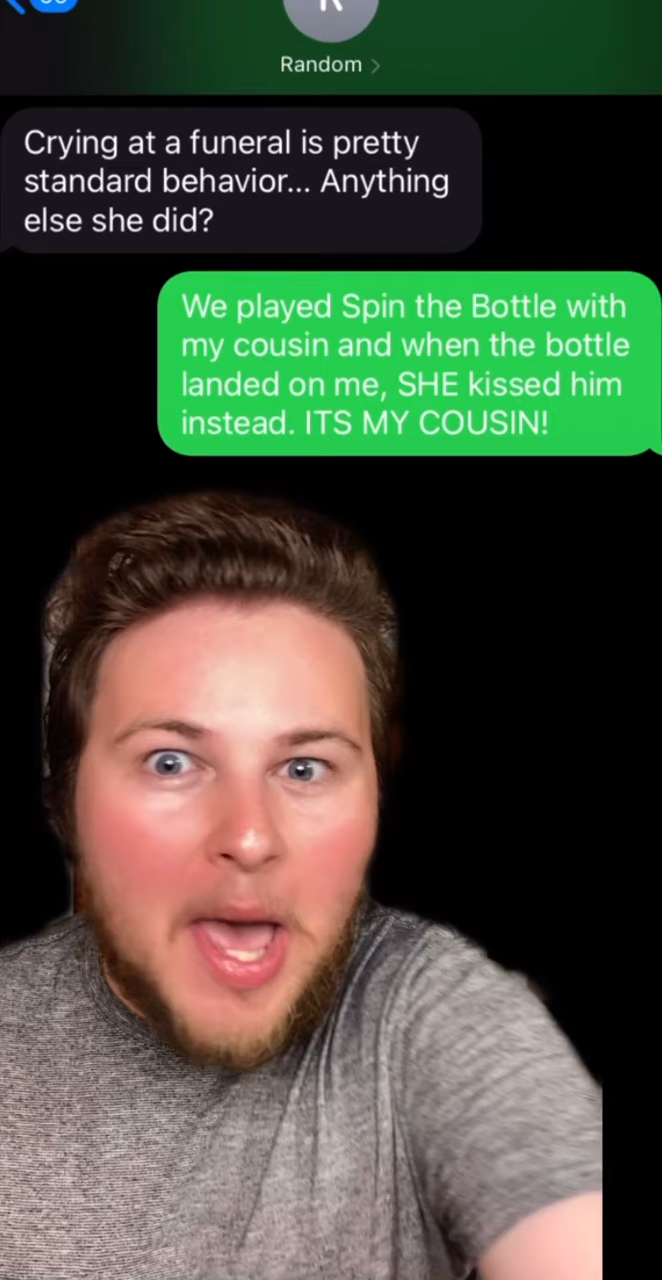 Random
Crying at a funeral is pretty
standard behavior... Anything
else she did?
We played Spin the Bottle with
my cousin and when the bottle
landed on me, SHE kissed him
instead. ITS MY COUSIN!